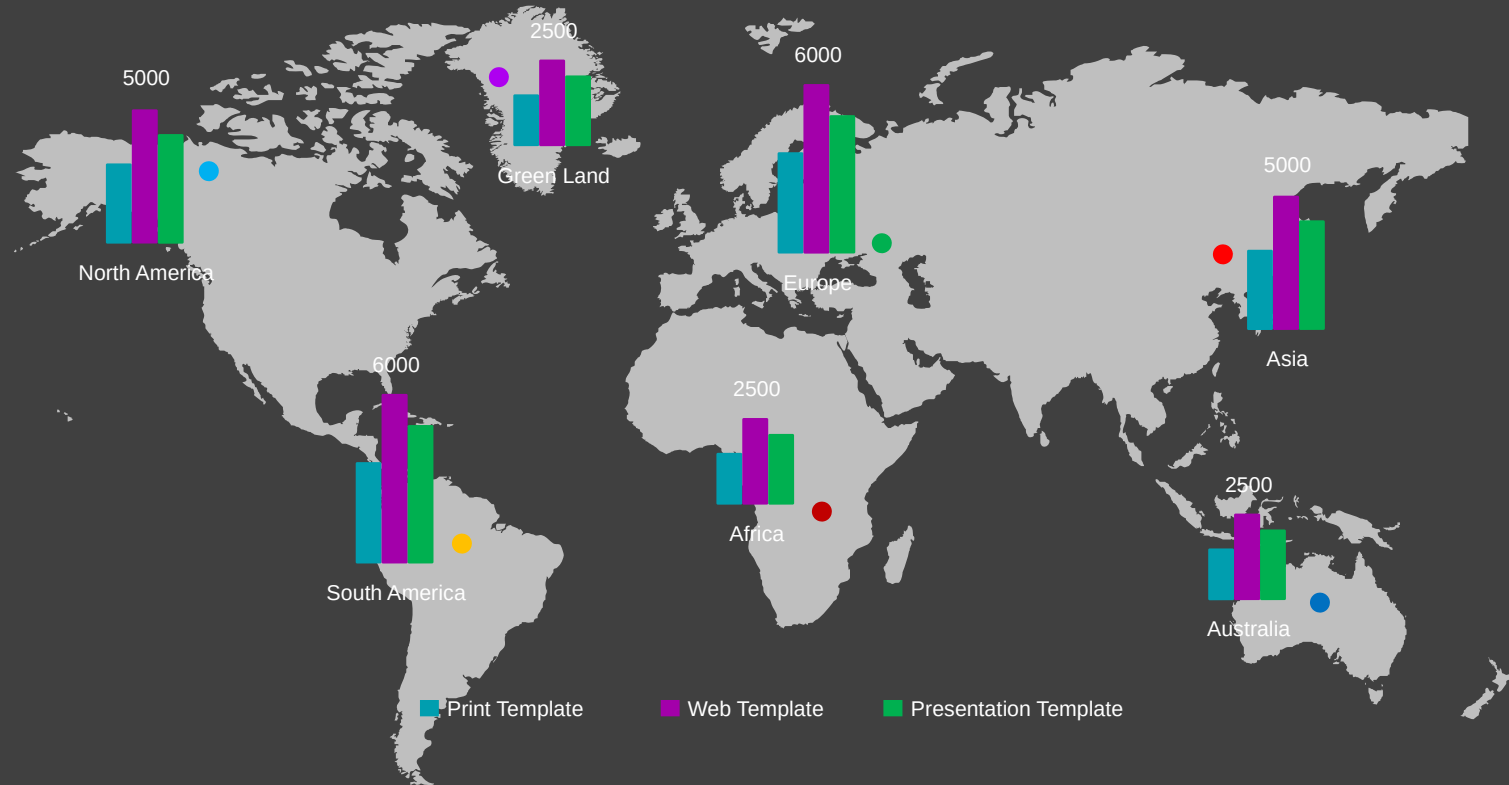 2500
Green Land
6000
Europe
5000
North America
5000
Asia
6000
South America
2500
Africa
2500
Australia
Print Template
Web Template
Presentation Template